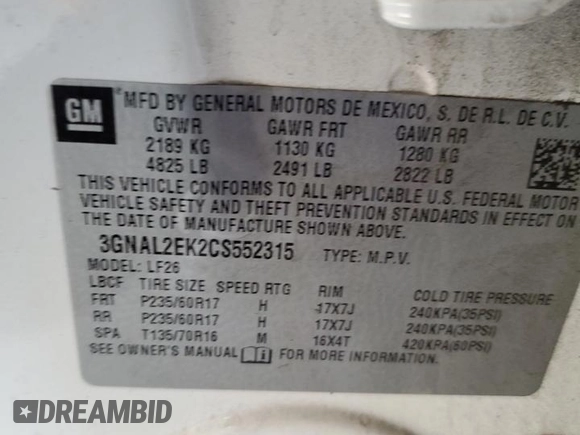 GM
® MFD BY GENERAL MOTORS DE MEXICO, S. DE R.L. DE C.V.
GVWR GAWR FRT GAWR RR
2189 KG 1130 KG 1280 KG
4825 LB 2491 LB 2822 LB
THIS VEHICLE CONFORMS TO ALL APPLICABLE U.S. FEDERAL MOTOR
VEHICLE SAFETY AND THEFT PREVENTION STANDARDS IN EFFECT ON
THE DATE OF MANUFACTURE SHOWN ABOVE.
3GNAL2EK2CS552315 TYPE: M.P.V.
MODEL: LF26
LBCF TIRE SIZE SPEED RTG RIM COLD TIRE PRESSURE
FRT P235/60R17 H 17X7J 240KPA(35PSI)
RR P235/60R17 H 17X7J 240KPA(35PSI)
SPA T135/70R16 M 16X4T 420KPA(60PSI)
SEE OWNER'S MANUAL FOR MORE INFORMATION.
DREAMBID